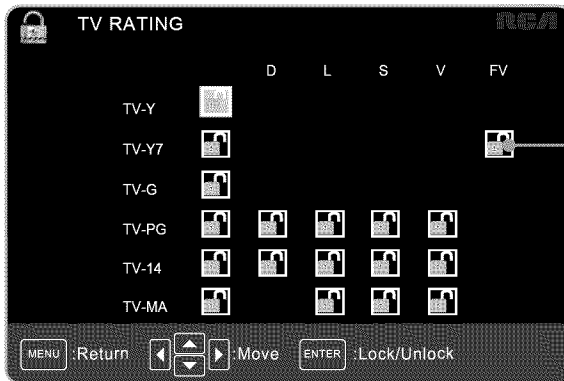 TV RATING RCA
D L S V FV
TV-Y
TV-Y7
TV-G
TV-PG
TV-14
TV-MA
MENU :Return :Move ENTER :Lock/Unlock